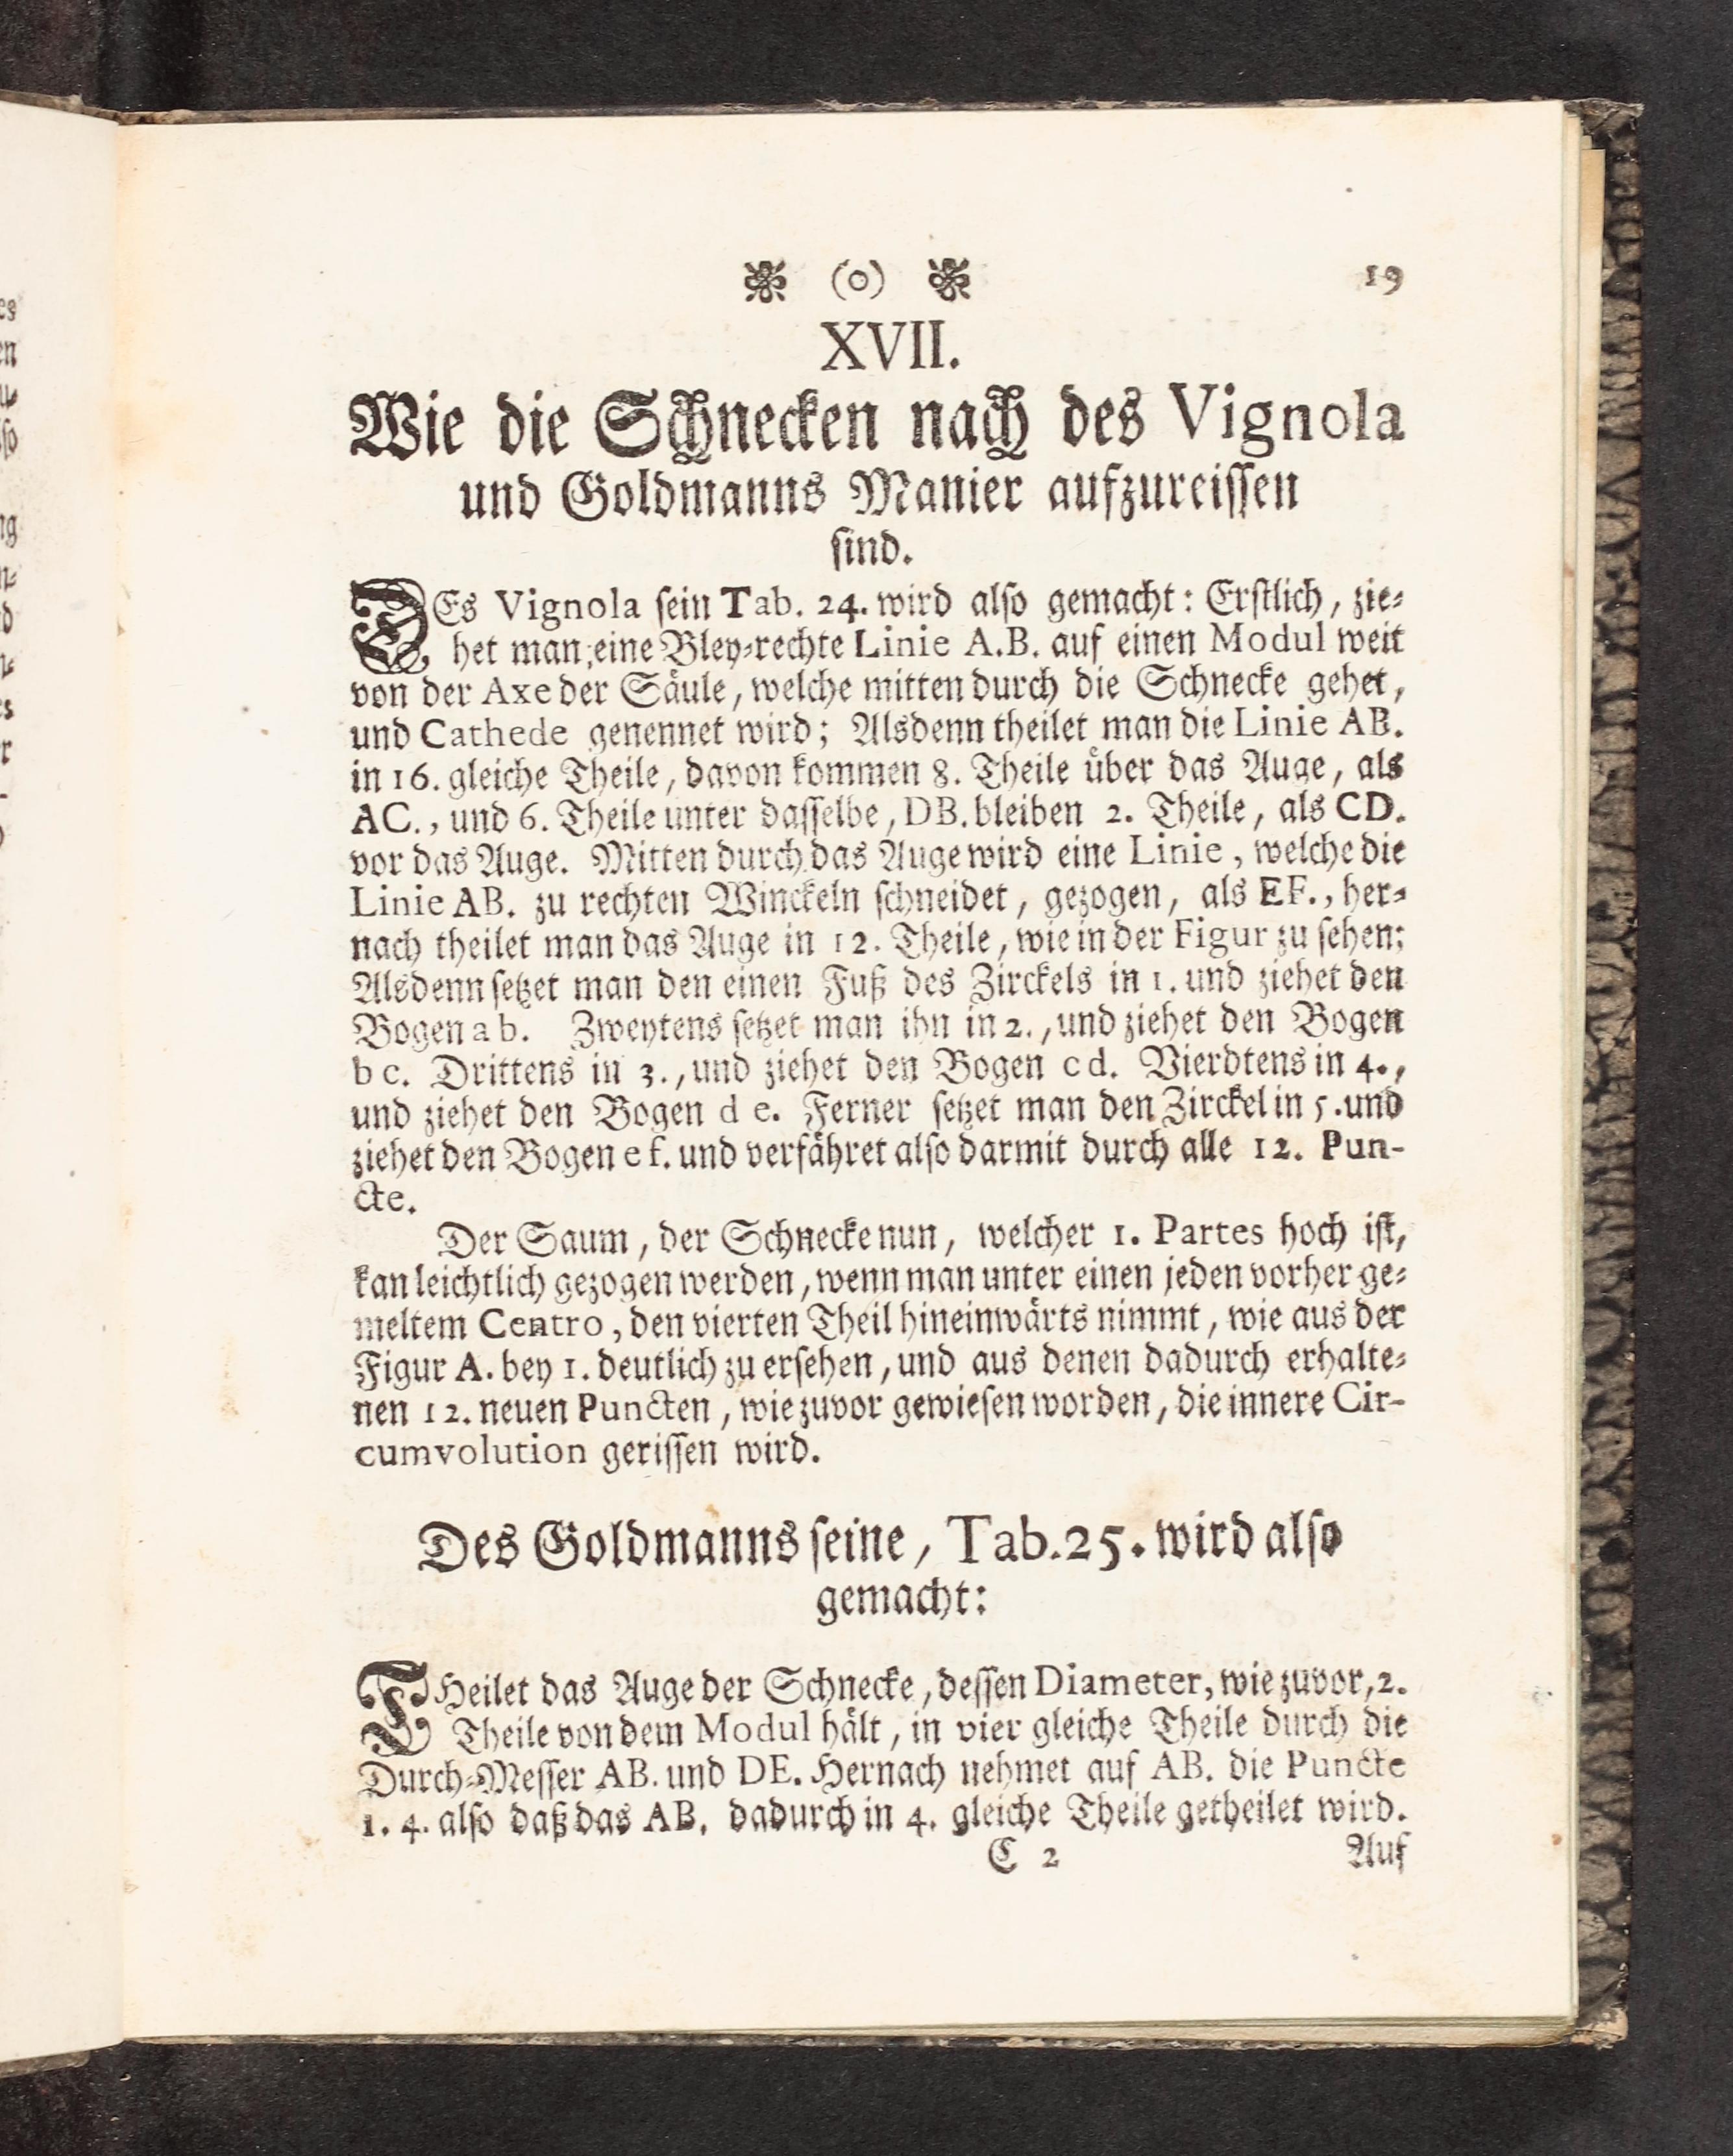 (o) 19
XVII.
Wie die Schnecken nach des Vignola
und Goldmanns Manier aufzureissen
sind.
DEs Vignola sein Tab. 24. wird also gemacht: Erstlich, zie-
het man eine Bley-rechte Linie A.B. auf einen Modul weit
von der Axe der Säule, welche mitten durch die Schnecke gehet,
und Cathede genennet wird; Alsdenn theilet man die Linie AB.
in 16. gleiche Theile, davon kommen 8. Theile über das Auge, als
AC., und 6. Theile unter dasselbe, DB. bleiben 2. Theile, als CD.
vor das Auge. Mitten durch das Auge wird eine Linie, welche die
Linie AB. zu rechten Winckeln schneidet, gezogen, als EF., her-
nach theilet man das Auge in 12. Theile, wie in der Figur zu sehen;
Alsdenn setzet man den einen Fuß des Zirckels in 1. und ziehet den
Bogen a b. Zweytens setzet man ihn in 2., und ziehet den Bogen
b c. Drittens in 3., und ziehet den Bogen c d. Vierdtens in 4.,
und ziehet den Bogen d e. Ferner setzet man den Zirckel in 5. und
ziehet den Bogen e f. und verfähret also darmit durch alle 12. Pun-
cte.
Der Saum, der Schnecke nun, welcher 1. Partes hoch ist,
kan leichtlich gezogen werden, wenn man unter einen jeden vorher ge-
meltem Centro, den vierten Theil hineinwärts nimmt, wie aus der
Figur A. bey 1. deutlich zu ersehen, und aus denen dadurch erhalte-
nen 12. neuen Puncten, wie zuvor gewiesen worden, die innere Cir-
cumvolution gerissen wird.
Des Goldmanns seine, Tab. 25. wird also
gemacht:
THeilet das Auge der Schnecke, dessen Diameter, wie zuvor, 2.
Theile von dem Modul hält, in vier gleiche Theile durch die
Durch-Messer AB. und DE. Hernach nehmet auf AB. die Puncte
1. 4. also daß das AB. dadurch in 4. gleiche Theile getheilet wird.
C 2 Auf